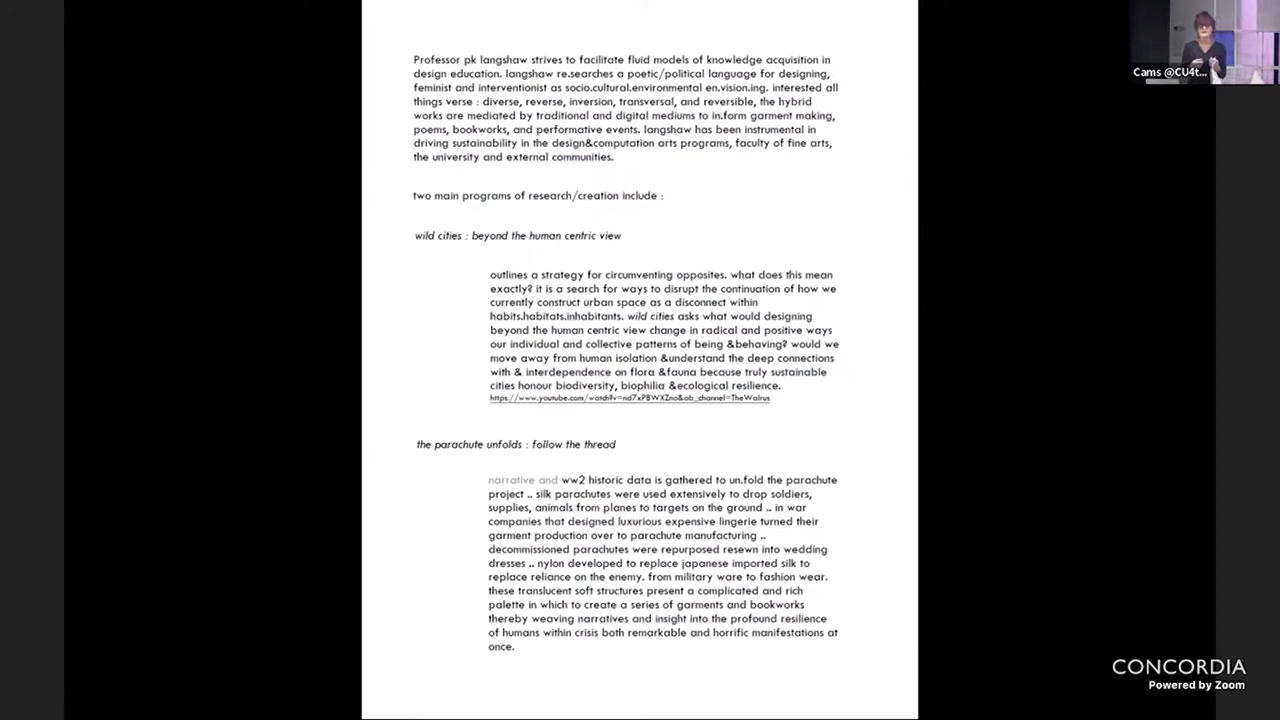 Professor pk langshaw strives to facilitate fluid models of knowledge acquisition in
design education. langshaw re.searches a poetic/political language for designing,
feminist and interventionist as socio.cultural.environmental en.vision.ing. interested all
things verse : diverse, reverse, inversion, transversal, and reversible, the hybrid
works are mediated by traditional and digital mediums to in.form garment making,
poems, bookworks, and performative events. langshaw has been instrumental in
driving sustainability in the design&computation arts programs, faculty of fine arts,
the university and external communities.
two main programs of research/creation include :
wild cities : beyond the human centric view
outlines a strategy for circumventing opposites. what does this mean
exactly? it is a search for ways to disrupt the continuation of how we
currently construct urban space as a disconnect within
habits.habitats.inhabitants. wild cities asks what would designing
beyond the human centric view change in radical and positive ways
our individual and collective patterns of being &behaving? would we
move away from human isolation &understand the deep connections
with & interdependence on flora &fauna because truly sustainable
cities honour biodiversity, biophilia &ecological resilience.
https://www.youtube.com/watch?v=nd7xPBWXZno&ab_channel=TheWalrus
the parachute unfolds : follow the thread
narrative and ww2 historic data is gathered to un.fold the parachute
project .. silk parachutes were used extensively to drop soldiers,
supplies, animals from planes to targets on the ground .. in war
companies that designed luxurious expensive lingerie turned their
garment production over to parachute manufacturing ..
decommissioned parachutes were repurposed resewn into wedding
dresses .. nylon developed to replace japanese imported silk to
replace reliance on the enemy. from military ware to fashion wear.
these translucent soft structures present a complicated and rich
palette in which to create a series of garments and bookworks
thereby weaving narratives and insight into the profound resilience
of humans within crisis both remarkable and horrific manifestations at
once.
Cams @CU4t...
CONCORDIA
Powered by Zoom